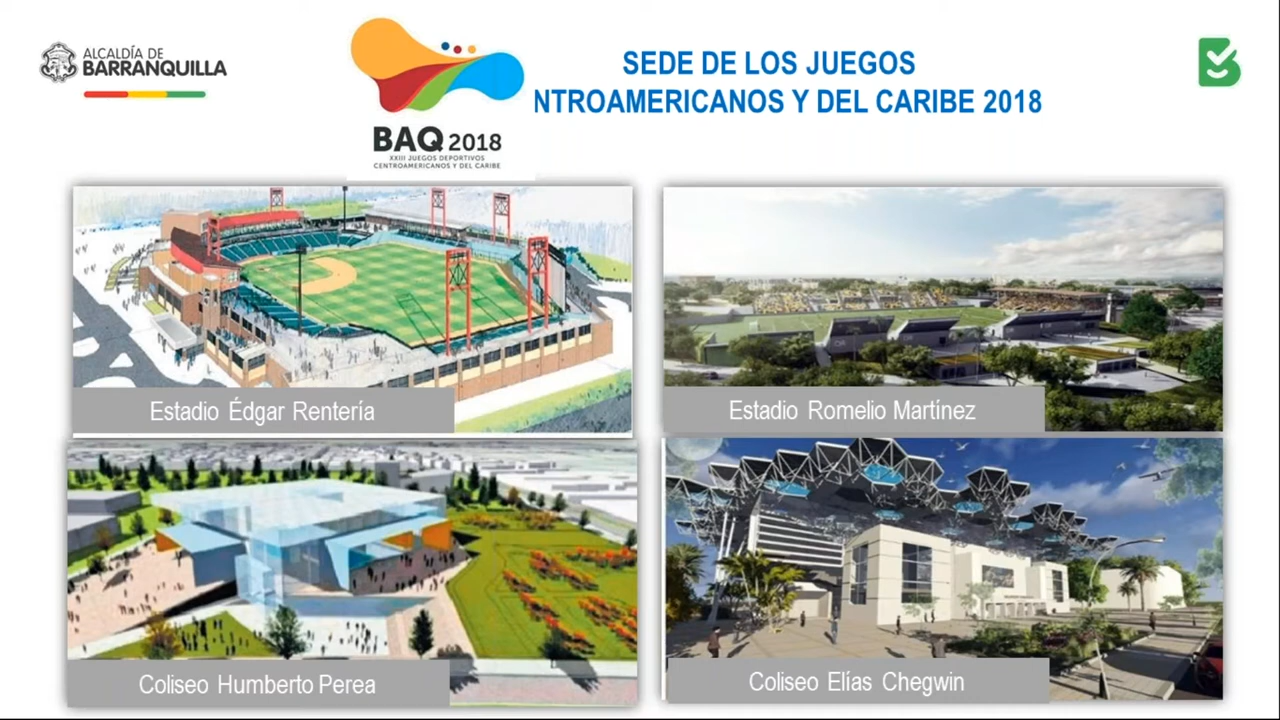 ALCALDÍA DE
BARRANQUILLA
BAQ 2018
XXIII JUEGOS DEPORTIVOS
CENTROAMERICANOS Y DEL CARIBE
SEDE DE LOS JUEGOS
NTROAMERICANOS Y DEL CARIBE 2018
Estadio Édgar Rentería
Estadio Romelio Martínez
Coliseo Humberto Perea
Coliseo Elías Chegwin